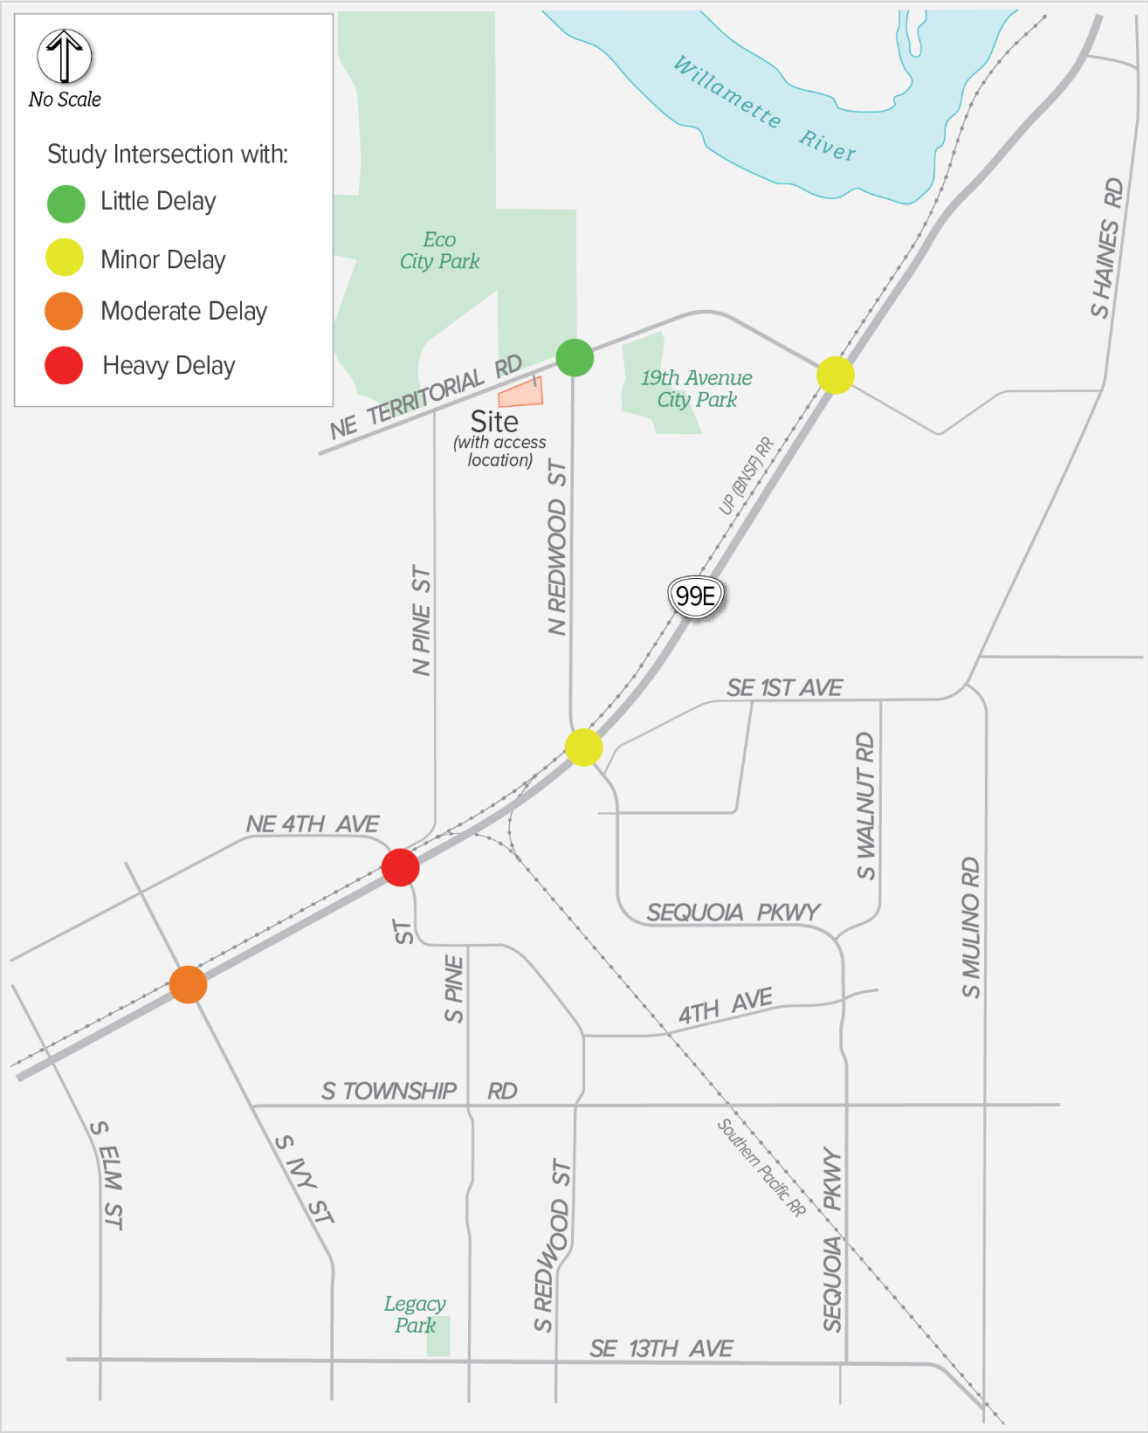 No Scale
Study Intersection with:
Little Delay
Minor Delay
Moderate Delay
Heavy Delay
Willamette River
S HAINES RD
Eco
City Park
NE TERRITORIAL RD
19th Avenue
City Park
Site
(with access
location)
UP (BNSF) RR
N REDWOOD ST
N PINE ST
99E
SE 1ST AVE
S WALNUT RD
NE 4TH AVE
SEQUOIA PKWY
S MULINO RD
ST
S PINE
4TH AVE
S TOWNSHIP RD
S ELM ST
S IVY ST
Southern Pacific RR
SEQUOIA PKWY
S REDWOOD ST
Legacy
Park
SE 13TH AVE